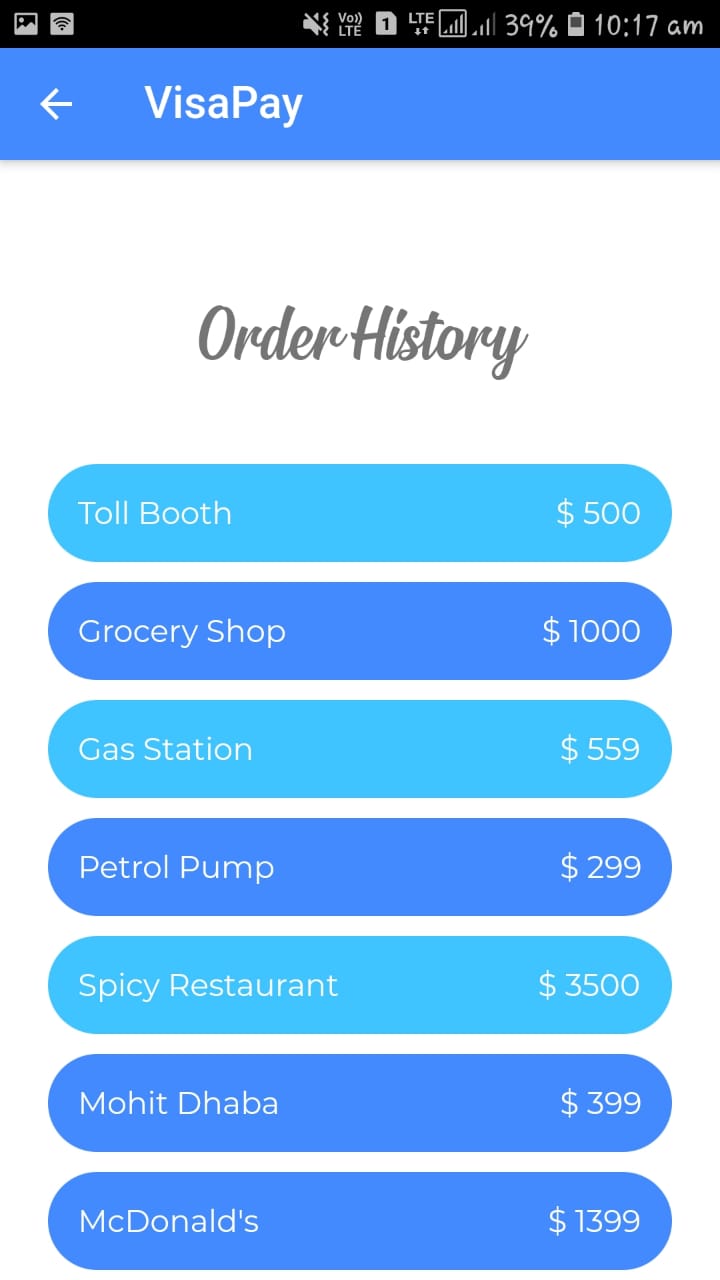 Vo)) LTE 1 LTE 39% 10:17 am
VisaPay
Order History
Toll Booth $ 500
Grocery Shop $ 1000
Gas Station $ 559
Petrol Pump $ 299
Spicy Restaurant $ 3500
Mohit Dhaba $ 399
McDonald's $ 1399